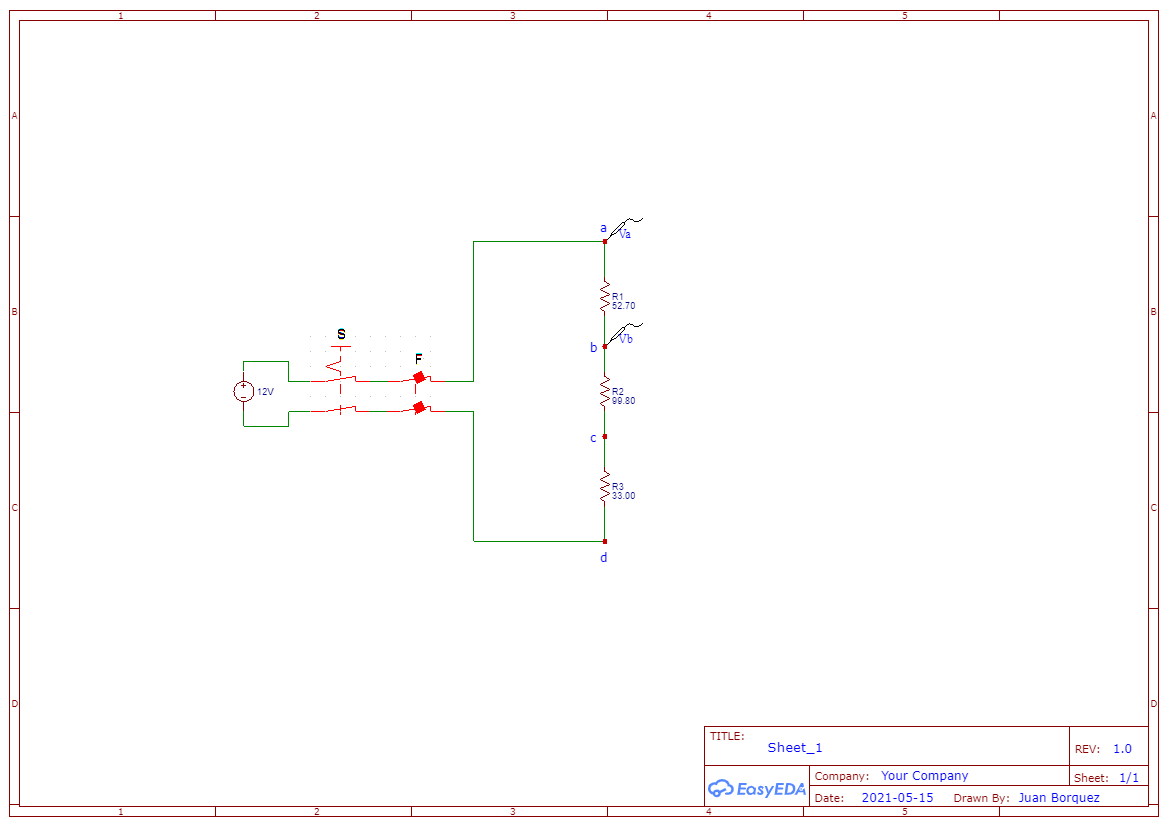 1 2 3 4 5
A A
a
Va
R1
52.70
B B
S
Vb
b
F
+
-
12V
R2
99.80
c
R3
33.00
C C
d
D D
TITLE:
Sheet_1
REV: 1.0
Company: Your Company
Sheet: 1/1
EasyEDA
Date: 2021-05-15 Drawn By: Juan Borquez
1 2 3 4 5